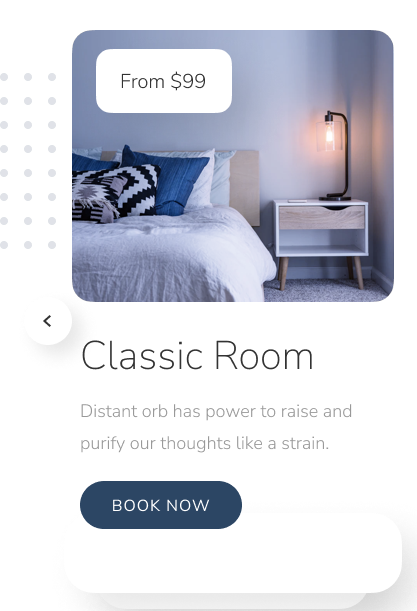 From $99
Classic Room
Distant orb has power to raise and
purify our thoughts like a strain.
BOOK NOW